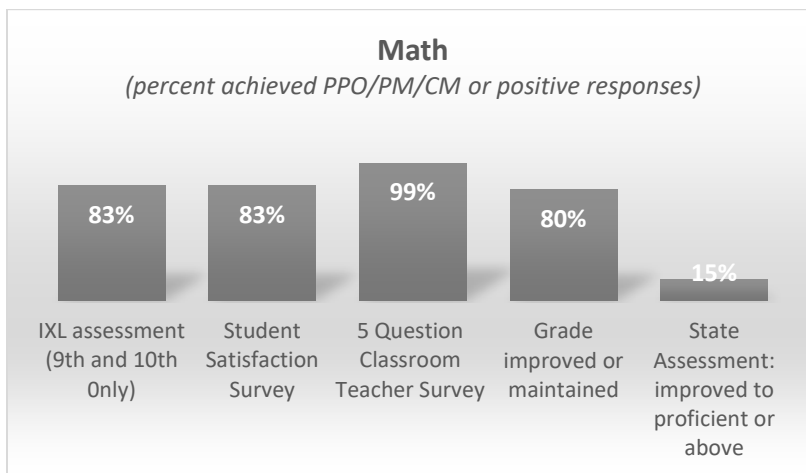 Math
(percent achieved PPO/PM/CM or positive responses)
83%
83%
99%
80%
15%
IXL assessment
(9th and 10th
0nly)
Student
Satisfaction
Survey
5 Question
Classroom
Teacher Survey
Grade
improved or
maintained
State
Assessment:
improved to
proficient or
above